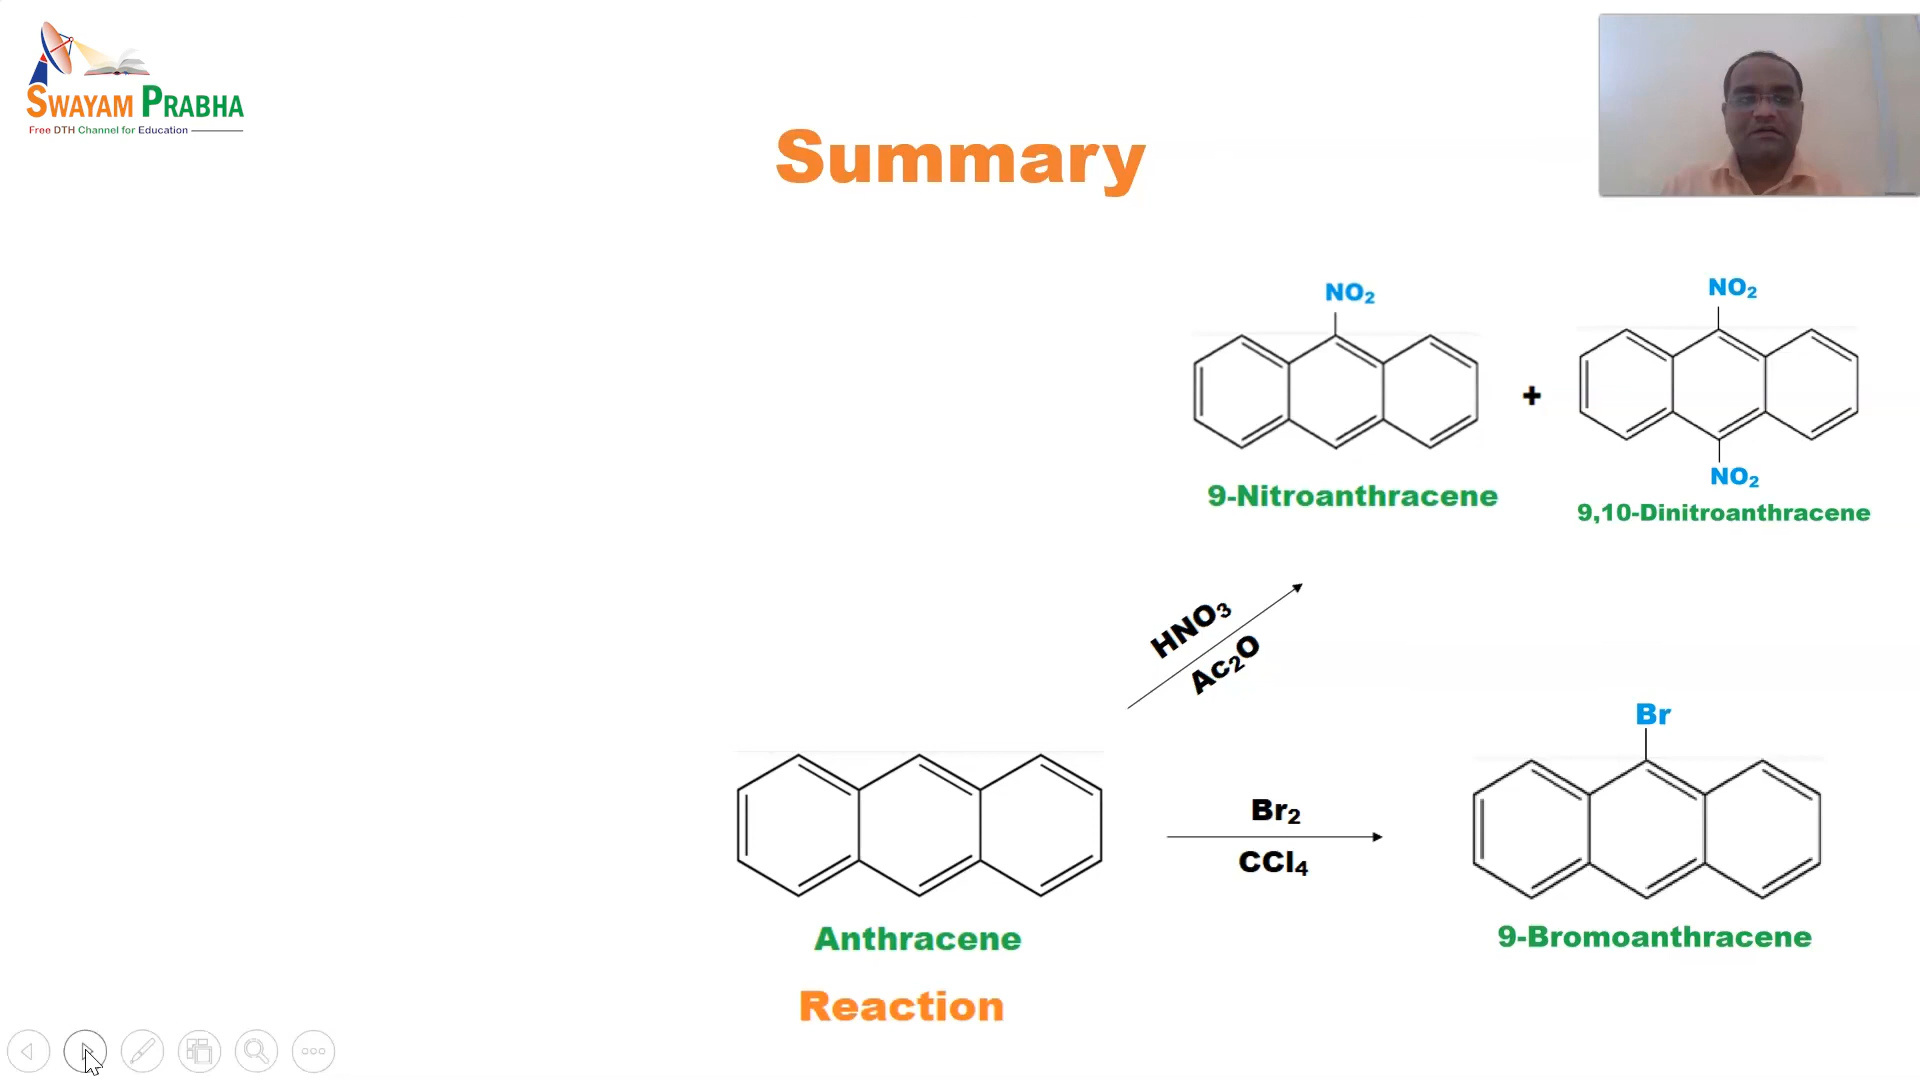 SWAYAM PRABHA
Free DTH Channel for Education
Summary
NO₂
NO₂
+
NO₂
9-Nitroanthracene
9,10-Dinitroanthracene
HNO₃
Ac₂O
Br
Br₂
CCl₄
Anthracene
9-Bromoanthracene
Reaction